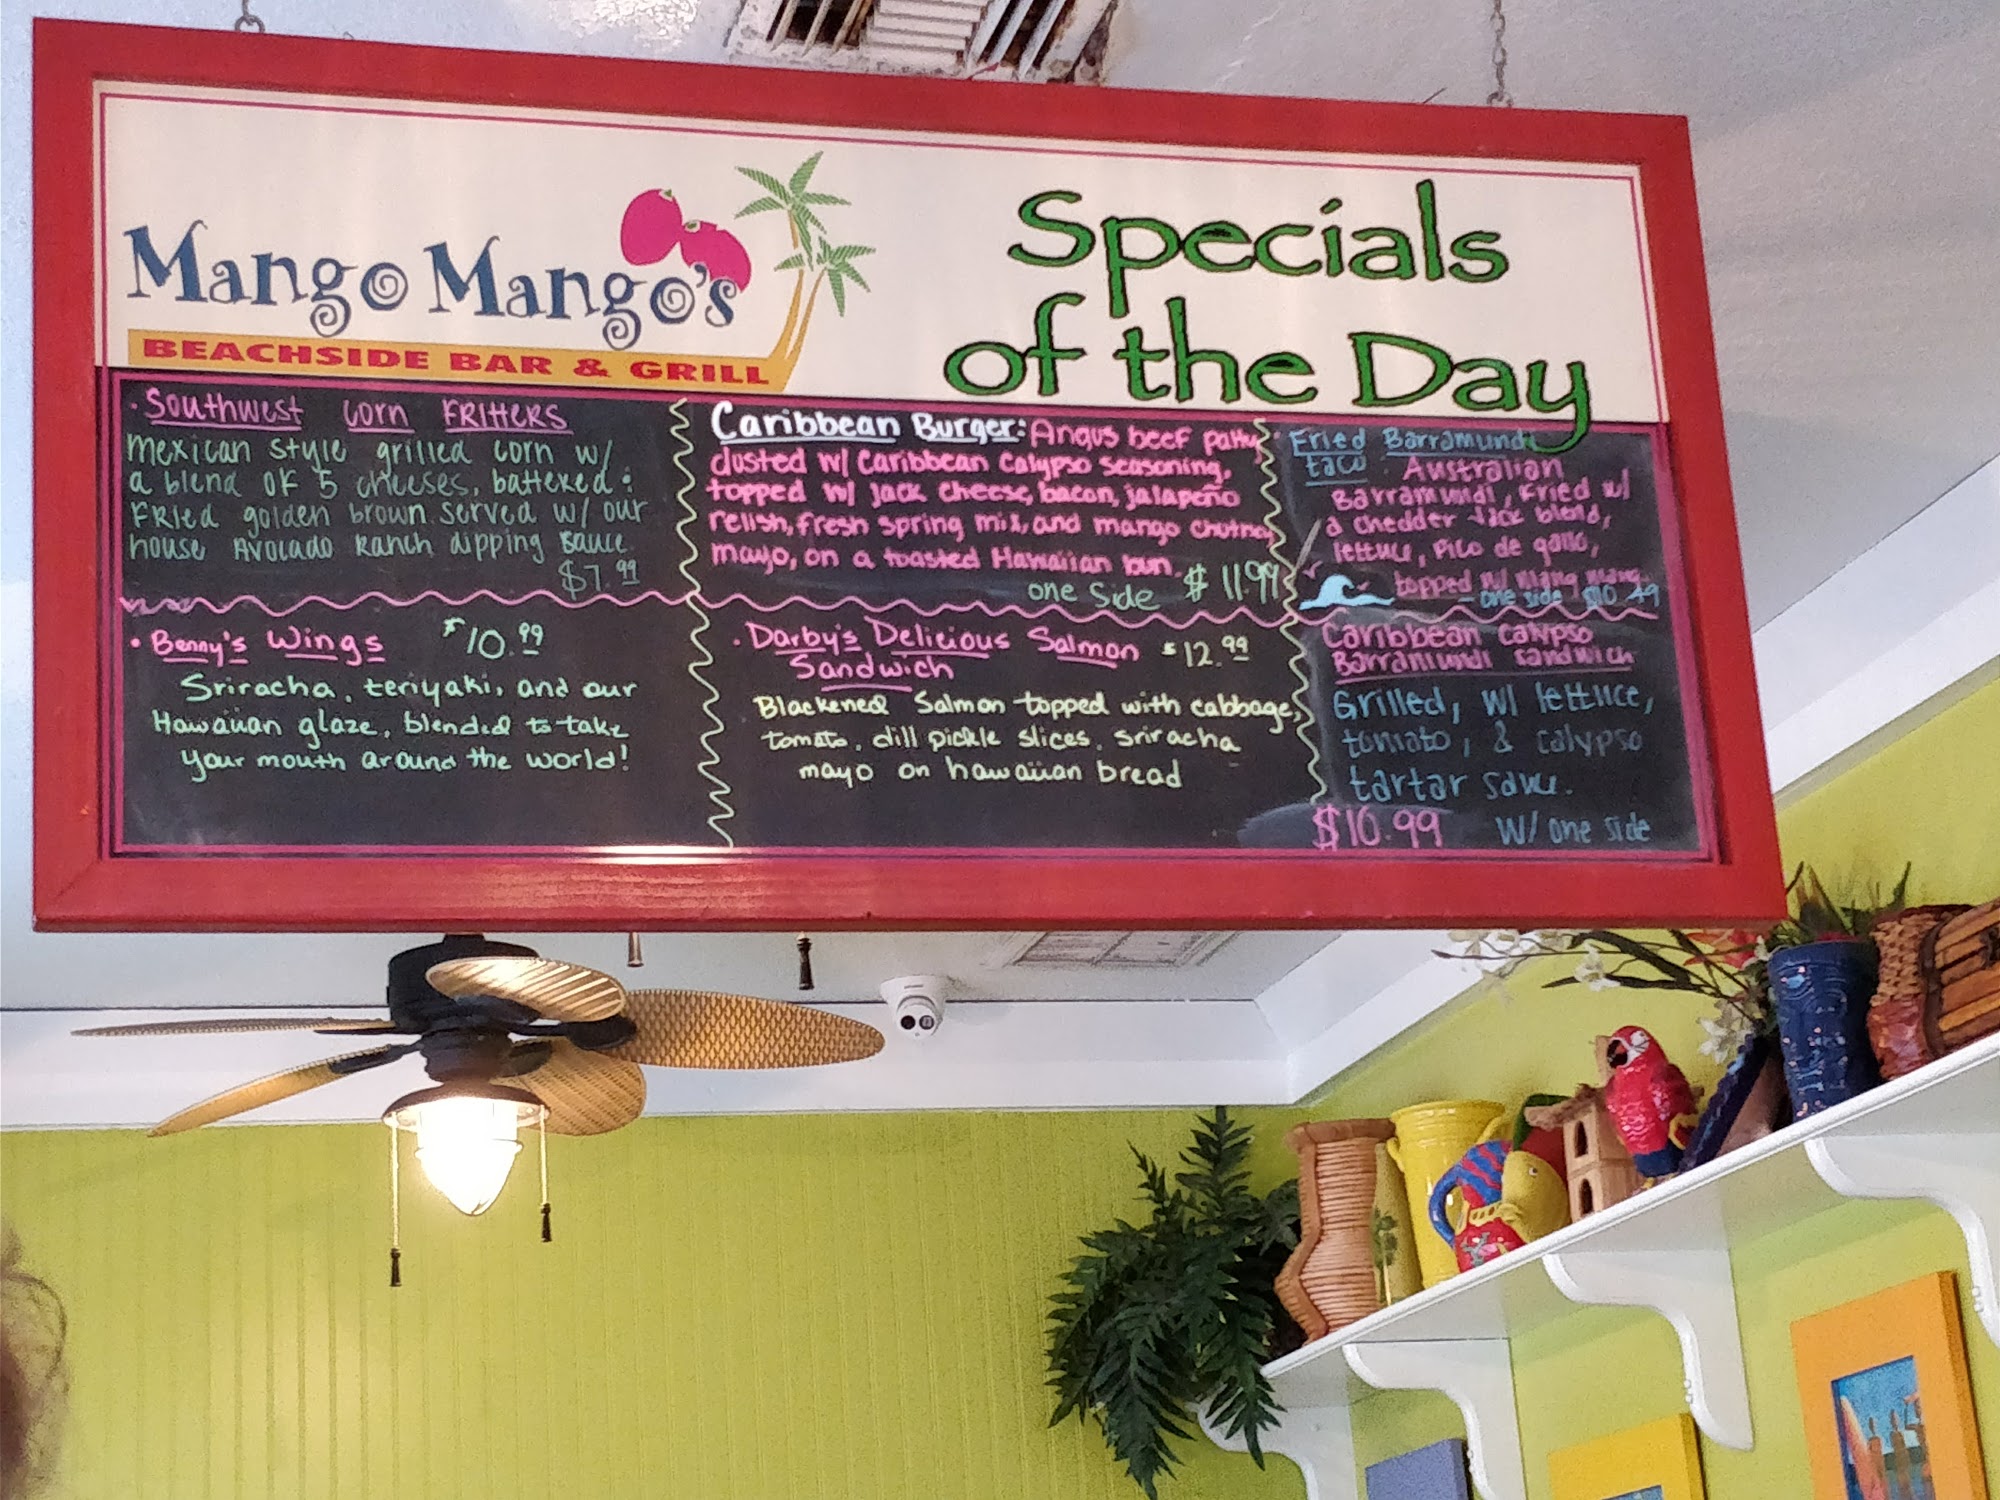 Mango Mango's
BEACHSIDE BAR & GRILL
Specials
of the Day
· Southwest Corn Fritters
Mexican style grilled corn w/
a blend of 5 cheeses, battered &
fried golden brown. served w/ our
house Avocado Ranch dipping sauce.
$7.99
· Benny's Wings $10.99
Sriracha, teriyaki, and our
Hawaiian glaze, blended to take
your mouth around the world!
Caribbean Burger: Angus beef patty
dusted w/ Caribbean Calypso seasoning,
topped w/ jack cheese, bacon, jalapeño
relish, fresh spring mix, and mango chutney
mayo, on a toasted Hawaiian bun.
one Side $11.99
· Darby's Delicious Salmon $12.99
Sandwich
Blackened Salmon topped with cabbage,
tomato, dill pickle slices, sriracha
mayo on hawaiian bread
Fried Barramundi
taco Australian
Barramundi, fried w/
a chedder Jack blend,
lettuce, Pico de gallo,
topped w/ mang mang
one side $10.49
Caribbean Calypso
Barramundi Sandwich
Grilled, w/ lettuce,
tomato, & calypso
tartar sauce.
$10.99 w/ one side